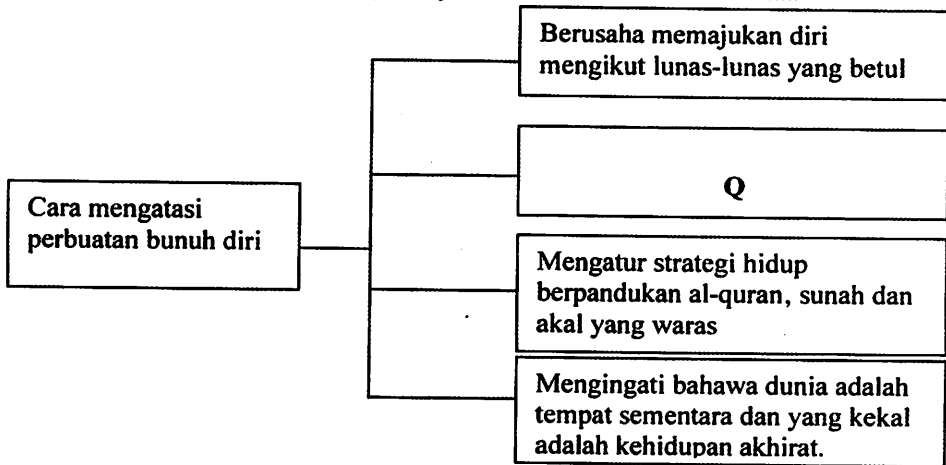 Berusaha memajukan diri
mengikut lunas-lunas yang betul
Q
Cara mengatasi
perbuatan bunuh diri
Mengatur strategi hidup
berpandukan al-quran, sunah dan
akal yang waras
Mengingati bahawa dunia adalah
tempat sementara dan yang kekal
adalah kehidupan akhirat.